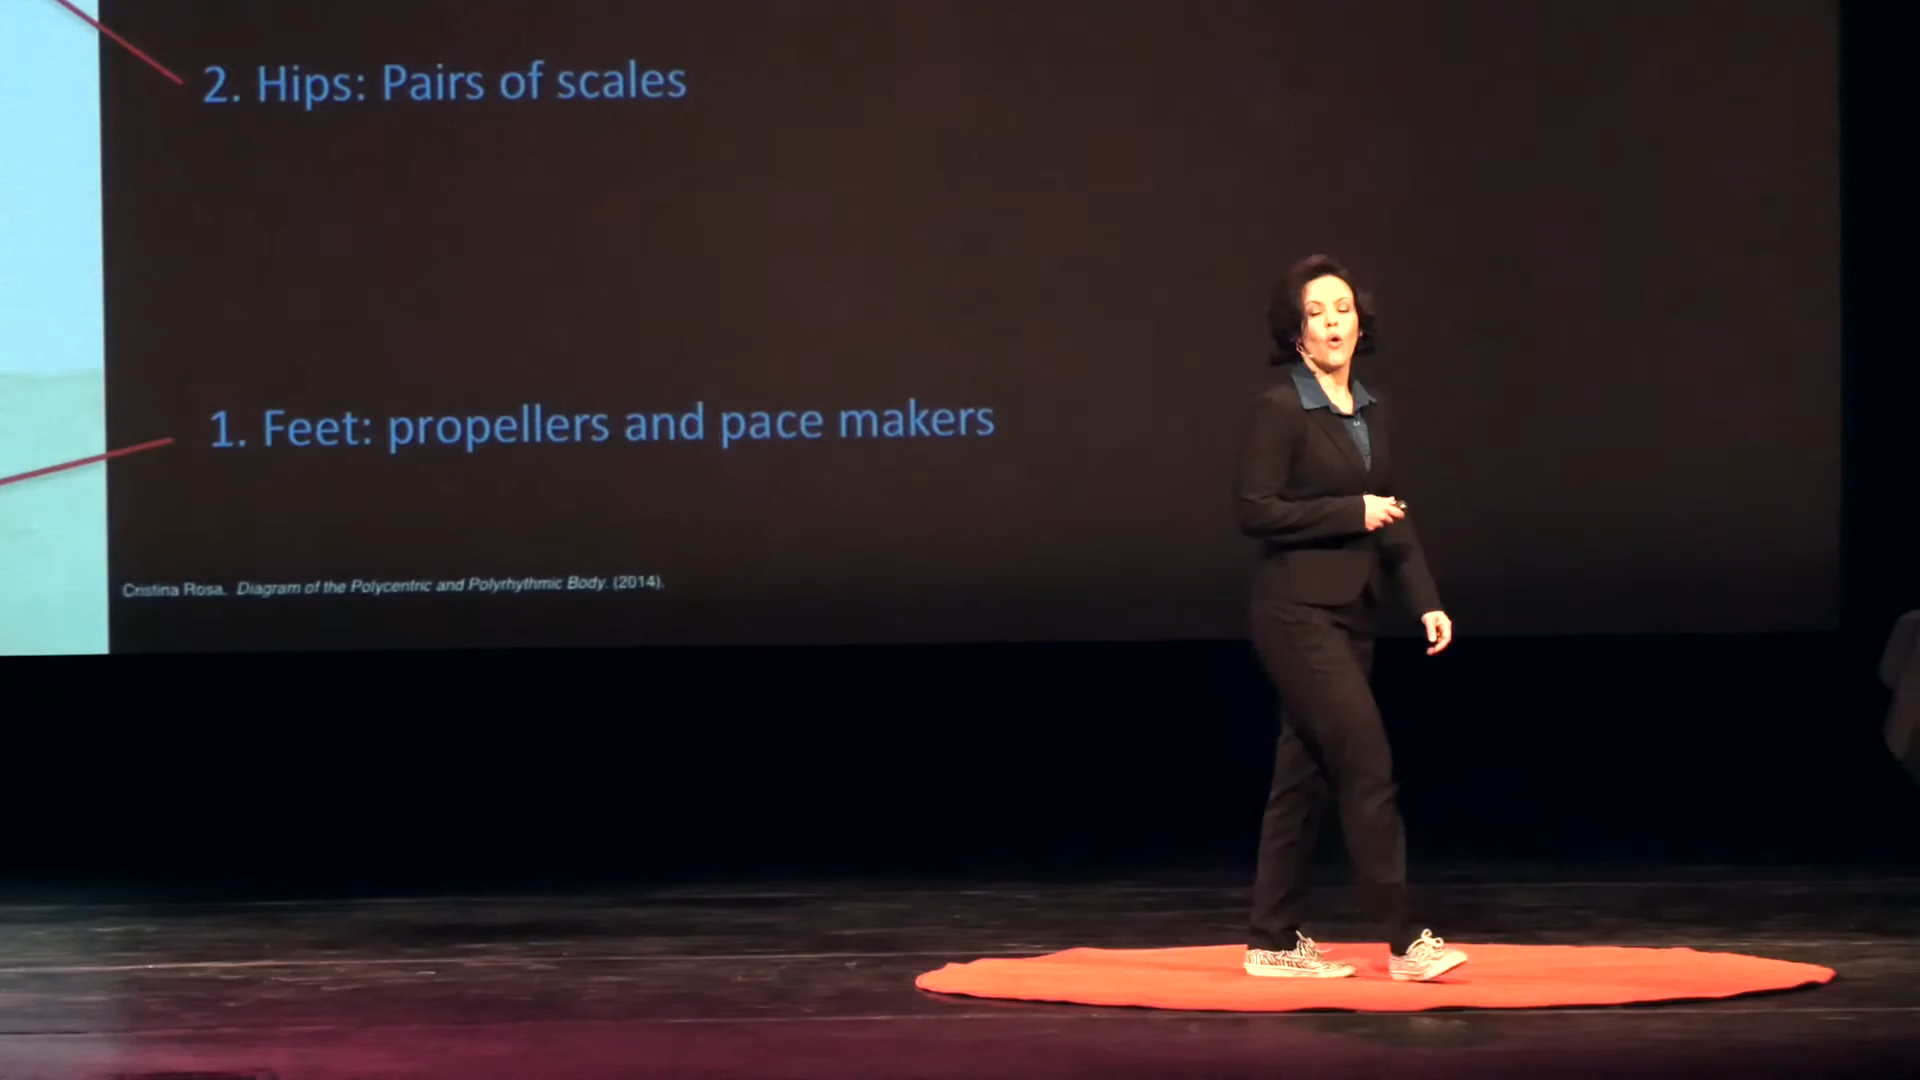 2. Hips: Pairs of scales
1. Feet: propellers and pace makers
Cristina Rosa. Diagram of the Polycentric and Polyrhythmic Body. (2014).